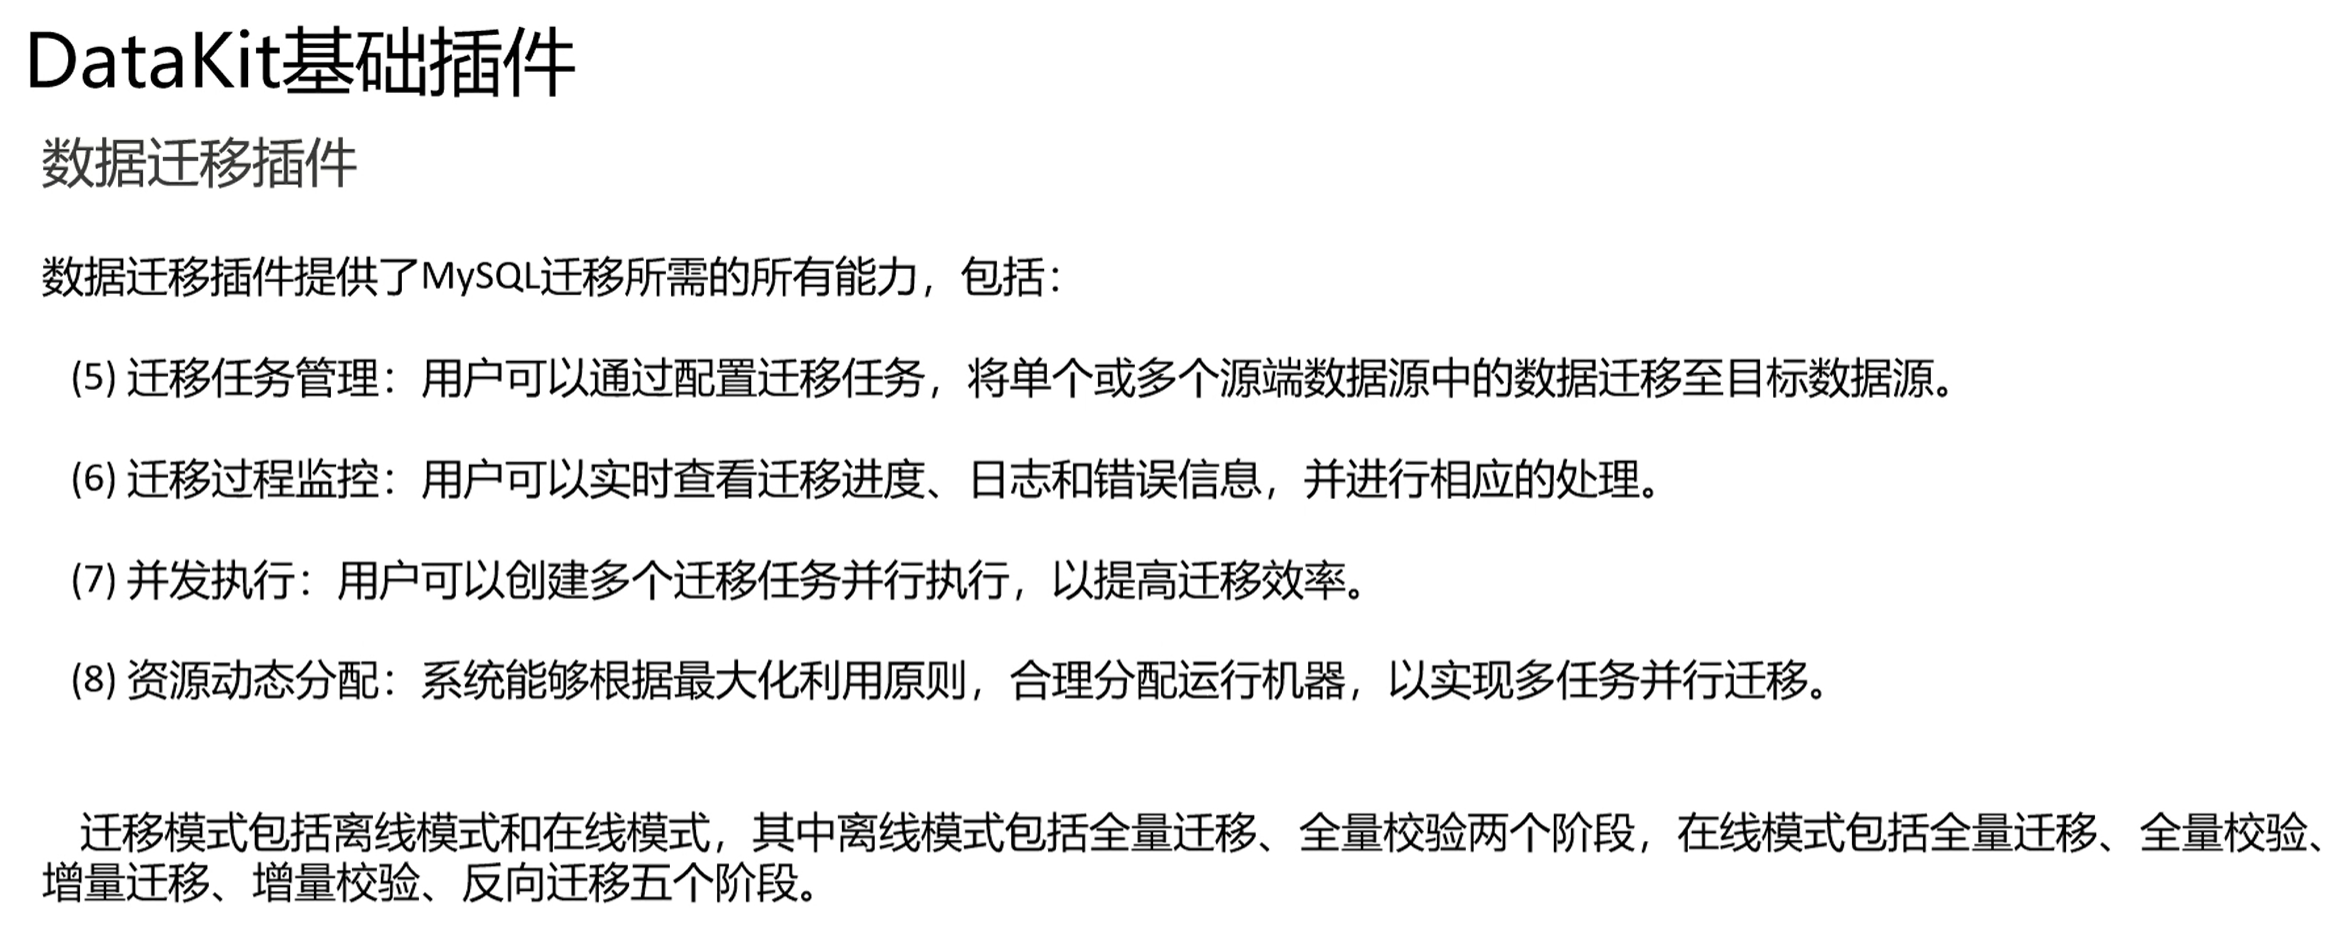 DataKit基础插件
数据迁移插件
数据迁移插件提供了MySQL迁移所需的所有能力，包括：
(5) 迁移任务管理：用户可以通过配置迁移任务，将单个或多个源端数据源中的数据迁移至目标数据源。
(6) 迁移过程监控：用户可以实时查看迁移进度、日志和错误信息，并进行相应的处理。
(7) 并发执行：用户可以创建多个迁移任务并行执行，以提高迁移效率。
(8) 资源动态分配：系统能够根据最大化利用原则，合理分配运行机器，以实现多任务并行迁移。
迁移模式包括离线模式和在线模式，其中离线模式包括全量迁移、全量校验两个阶段，在线模式包括全量迁移、全量校验、
增量迁移、增量校验、反向迁移五个阶段。